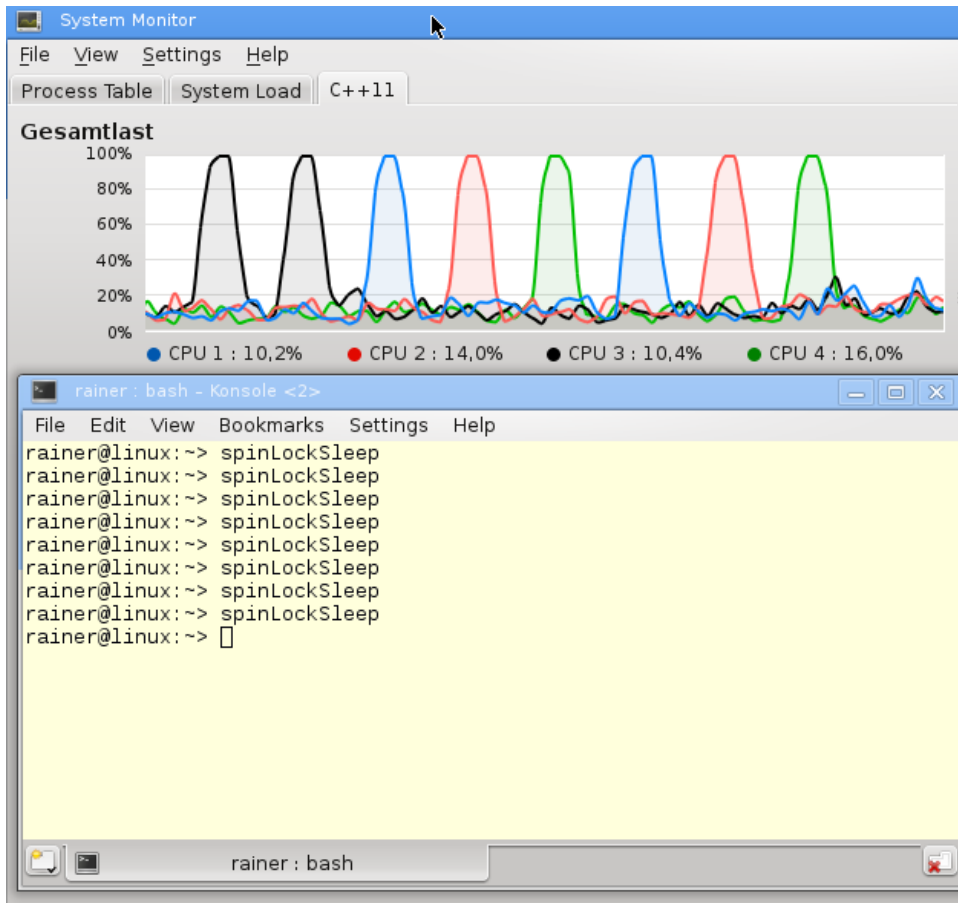 System Monitor
File View Settings Help
Process Table System Load C++11
Gesamtlast
100%
80%
60%
40%
20%
0%
CPU 1 : 10,2% CPU 2 : 14,0% CPU 3 : 10,4% CPU 4 : 16,0%
rainer : bash – Konsole <2>
File Edit View Bookmarks Settings Help
rainer@linux:~> spinLockSleep
rainer@linux:~> spinLockSleep
rainer@linux:~> spinLockSleep
rainer@linux:~> spinLockSleep
rainer@linux:~> spinLockSleep
rainer@linux:~> spinLockSleep
rainer@linux:~> spinLockSleep
rainer@linux:~> spinLockSleep
rainer@linux:~>
rainer : bash